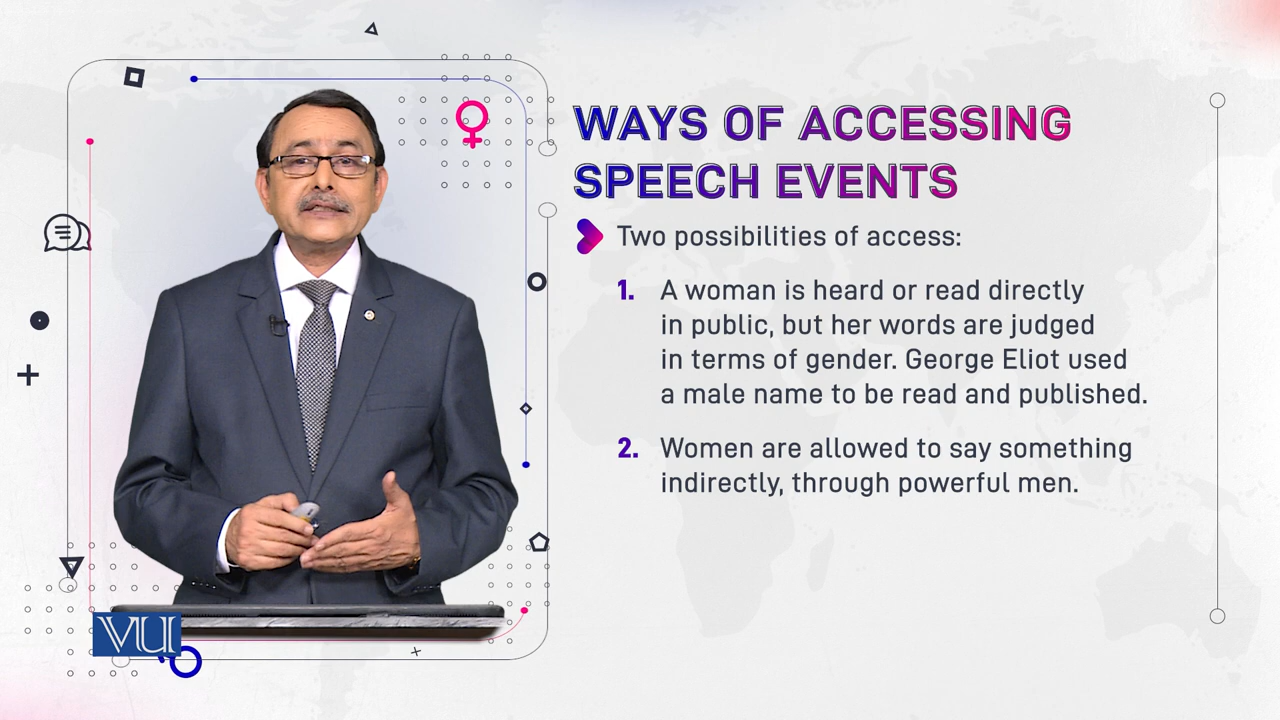 WAYS OF ACCESSING
SPEECH EVENTS
Two possibilities of access:
1. A woman is heard or read directly
in public, but her words are judged
in terms of gender. George Eliot used
a male name to be read and published.
2. Women are allowed to say something
indirectly, through powerful men.
VU